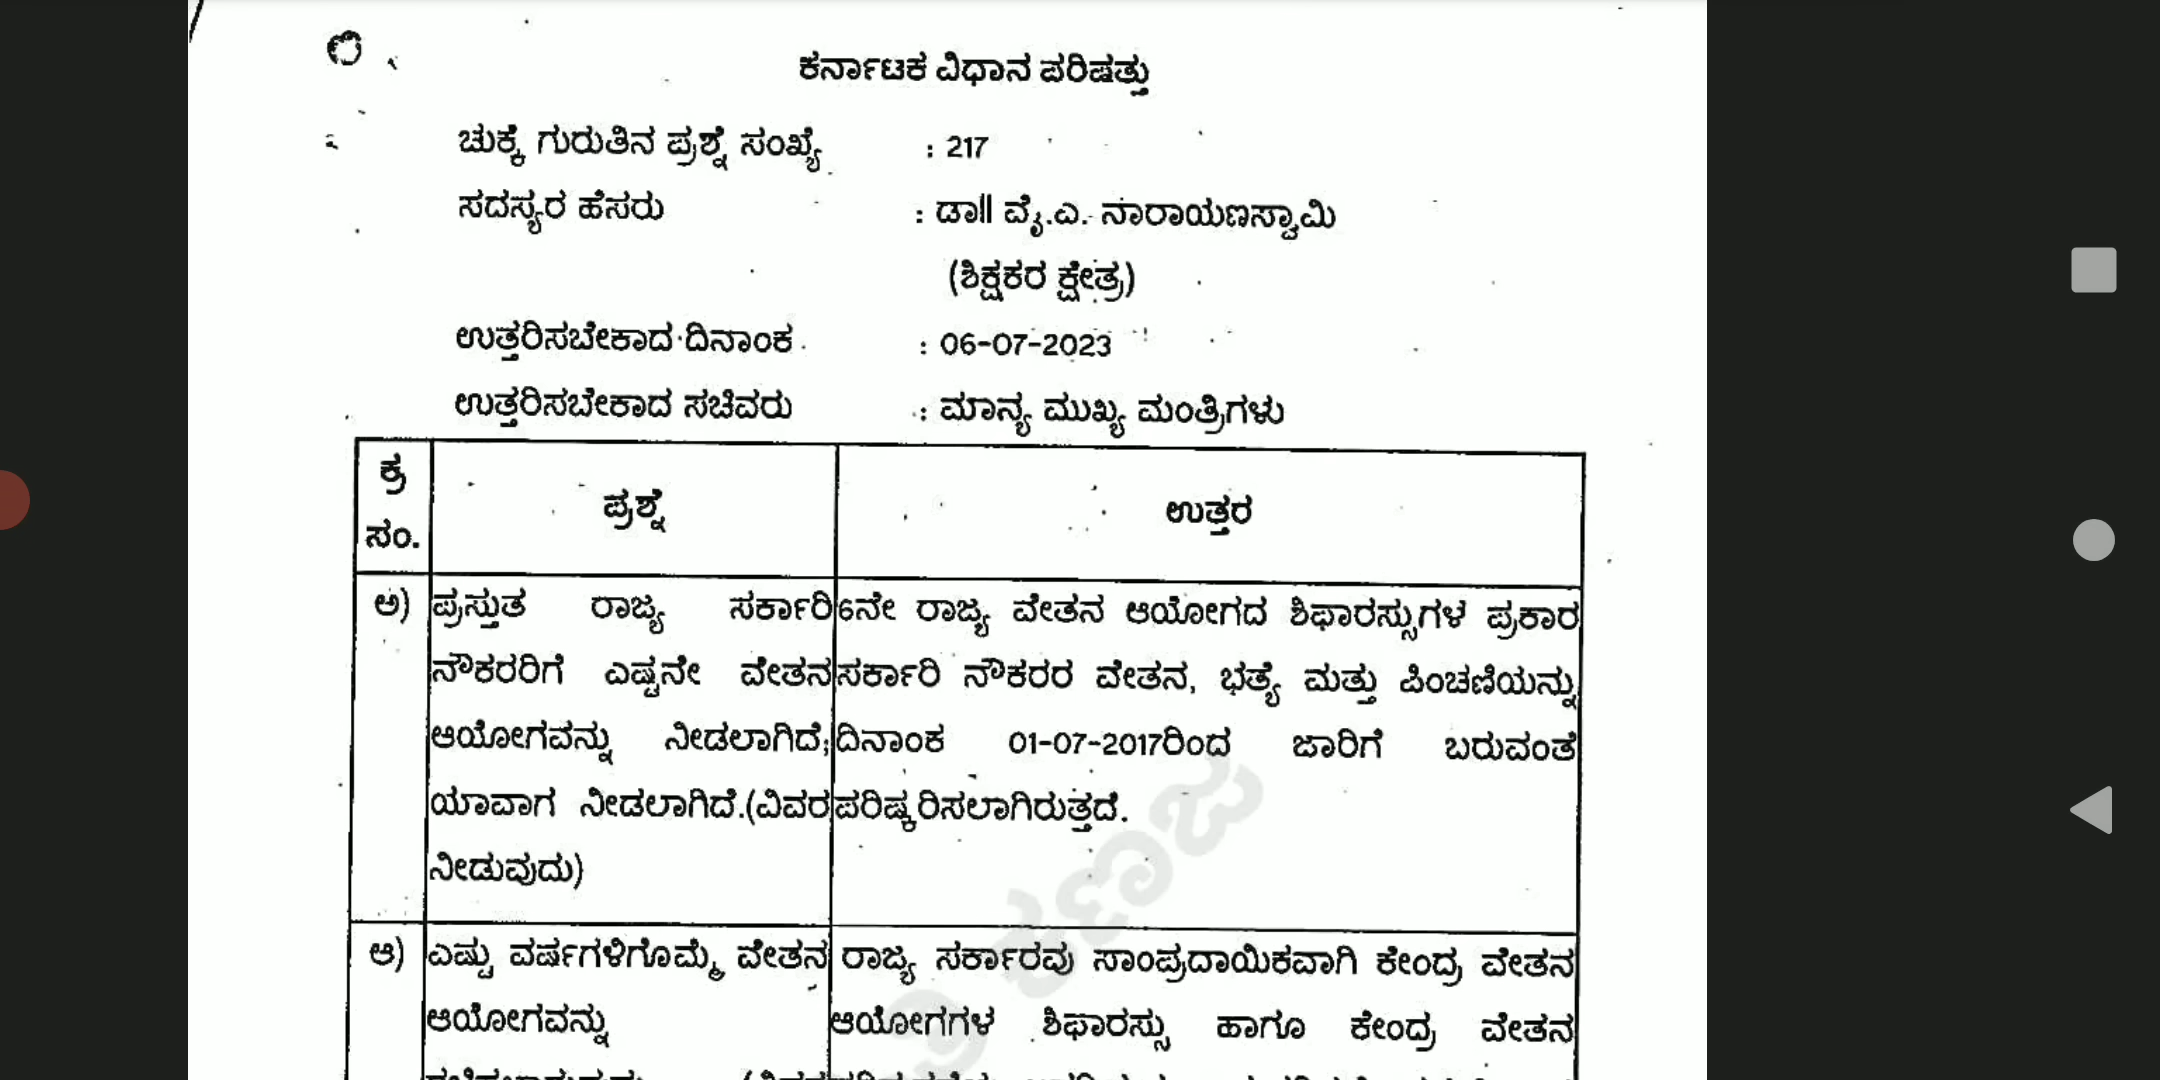 ಕರ್ನಾಟಕ ವಿಧಾನ ಪರಿಷತ್ತು
ಚುಕ್ಕೆ ಗುರುತಿನ ಪ್ರಶ್ನೆ ಸಂಖ್ಯೆ : 217
ಸದಸ್ಯರ ಹೆಸರು : ಡಾ|| ವೈ.ಎ. ನಾರಾಯಣಸ್ವಾಮಿ
(ಶಿಕ್ಷಕರ ಕ್ಷೇತ್ರ)
ಉತ್ತರಿಸಬೇಕಾದ ದಿನಾಂಕ : 06-07-2023
ಉತ್ತರಿಸಬೇಕಾದ ಸಚಿವರು : ಮಾನ್ಯ ಮುಖ್ಯ ಮಂತ್ರಿಗಳು
ಕ್ರ
ಸಂ.
ಪ್ರಶ್ನೆ
ಉತ್ತರ
ಅ)
ಪ್ರಸ್ತುತ ರಾಜ್ಯ ಸರ್ಕಾರಿ
ನೌಕರರಿಗೆ ಎಷ್ಟನೇ ವೇತನ
ಆಯೋಗವನ್ನು ನೀಡಲಾಗಿದೆ;
ಯಾವಾಗ ನೀಡಲಾಗಿದೆ.(ವಿವರ
ನೀಡುವುದು)
6ನೇ ರಾಜ್ಯ ವೇತನ ಆಯೋಗದ ಶಿಫಾರಸ್ಸುಗಳ ಪ್ರಕಾರ
ಸರ್ಕಾರಿ ನೌಕರರ ವೇತನ, ಭತ್ಯೆ ಮತ್ತು ಪಿಂಚಣಿಯನ್ನು
ದಿನಾಂಕ 01-07-2017ರಿಂದ ಜಾರಿಗೆ ಬರುವಂತೆ
ಪರಿಷ್ಕರಿಸಲಾಗಿರುತ್ತದೆ.
ಆ)
ಎಷ್ಟು ವರ್ಷಗಳಿಗೊಮ್ಮೆ ವೇತನ
ಆಯೋಗವನ್ನು
ರಾಜ್ಯ ಸರ್ಕಾರವು ಸಾಂಪ್ರದಾಯಿಕವಾಗಿ ಕೇಂದ್ರ ವೇತನ
ಆಯೋಗಗಳ ಶಿಫಾರಸ್ಸು ಹಾಗೂ ಕೇಂದ್ರ ವೇತನ